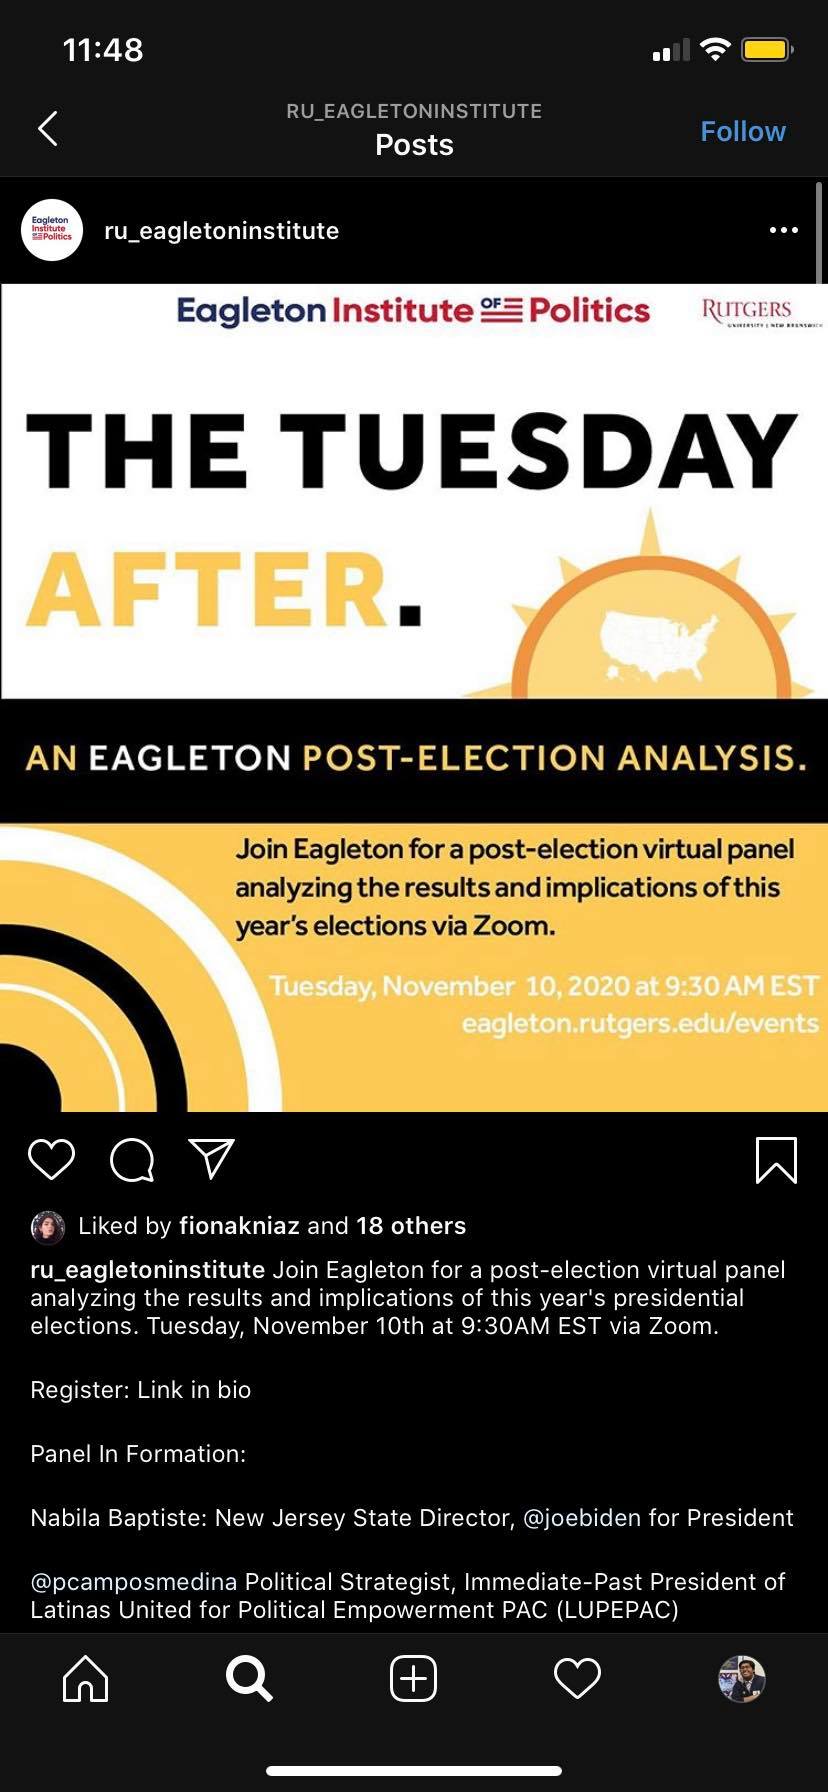 11:48
RU_EAGLETONINSTITUTE
Posts
Follow
Eagleton
Institute
OF Politics
ru_eagletoninstitute
Eagleton Institute OF Politics
RUTGERS
UNIVERSITY | NEW BRUNSWICK
THE TUESDAY
AFTER.
AN EAGLETON POST-ELECTION ANALYSIS.
Join Eagleton for a post-election virtual panel
analyzing the results and implications of this
year's elections via Zoom.
Tuesday, November 10, 2020 at 9:30 AM EST
eagleton.rutgers.edu/events
Liked by fionakniaz and 18 others
ru_eagletoninstitute Join Eagleton for a post-election virtual panel
analyzing the results and implications of this year's presidential
elections. Tuesday, November 10th at 9:30AM EST via Zoom.
Register: Link in bio
Panel In Formation:
Nabila Baptiste: New Jersey State Director, @joebiden for President
@pcamposmedina Political Strategist, Immediate-Past President of
Latinas United for Political Empowerment PAC (LUPEPAC)